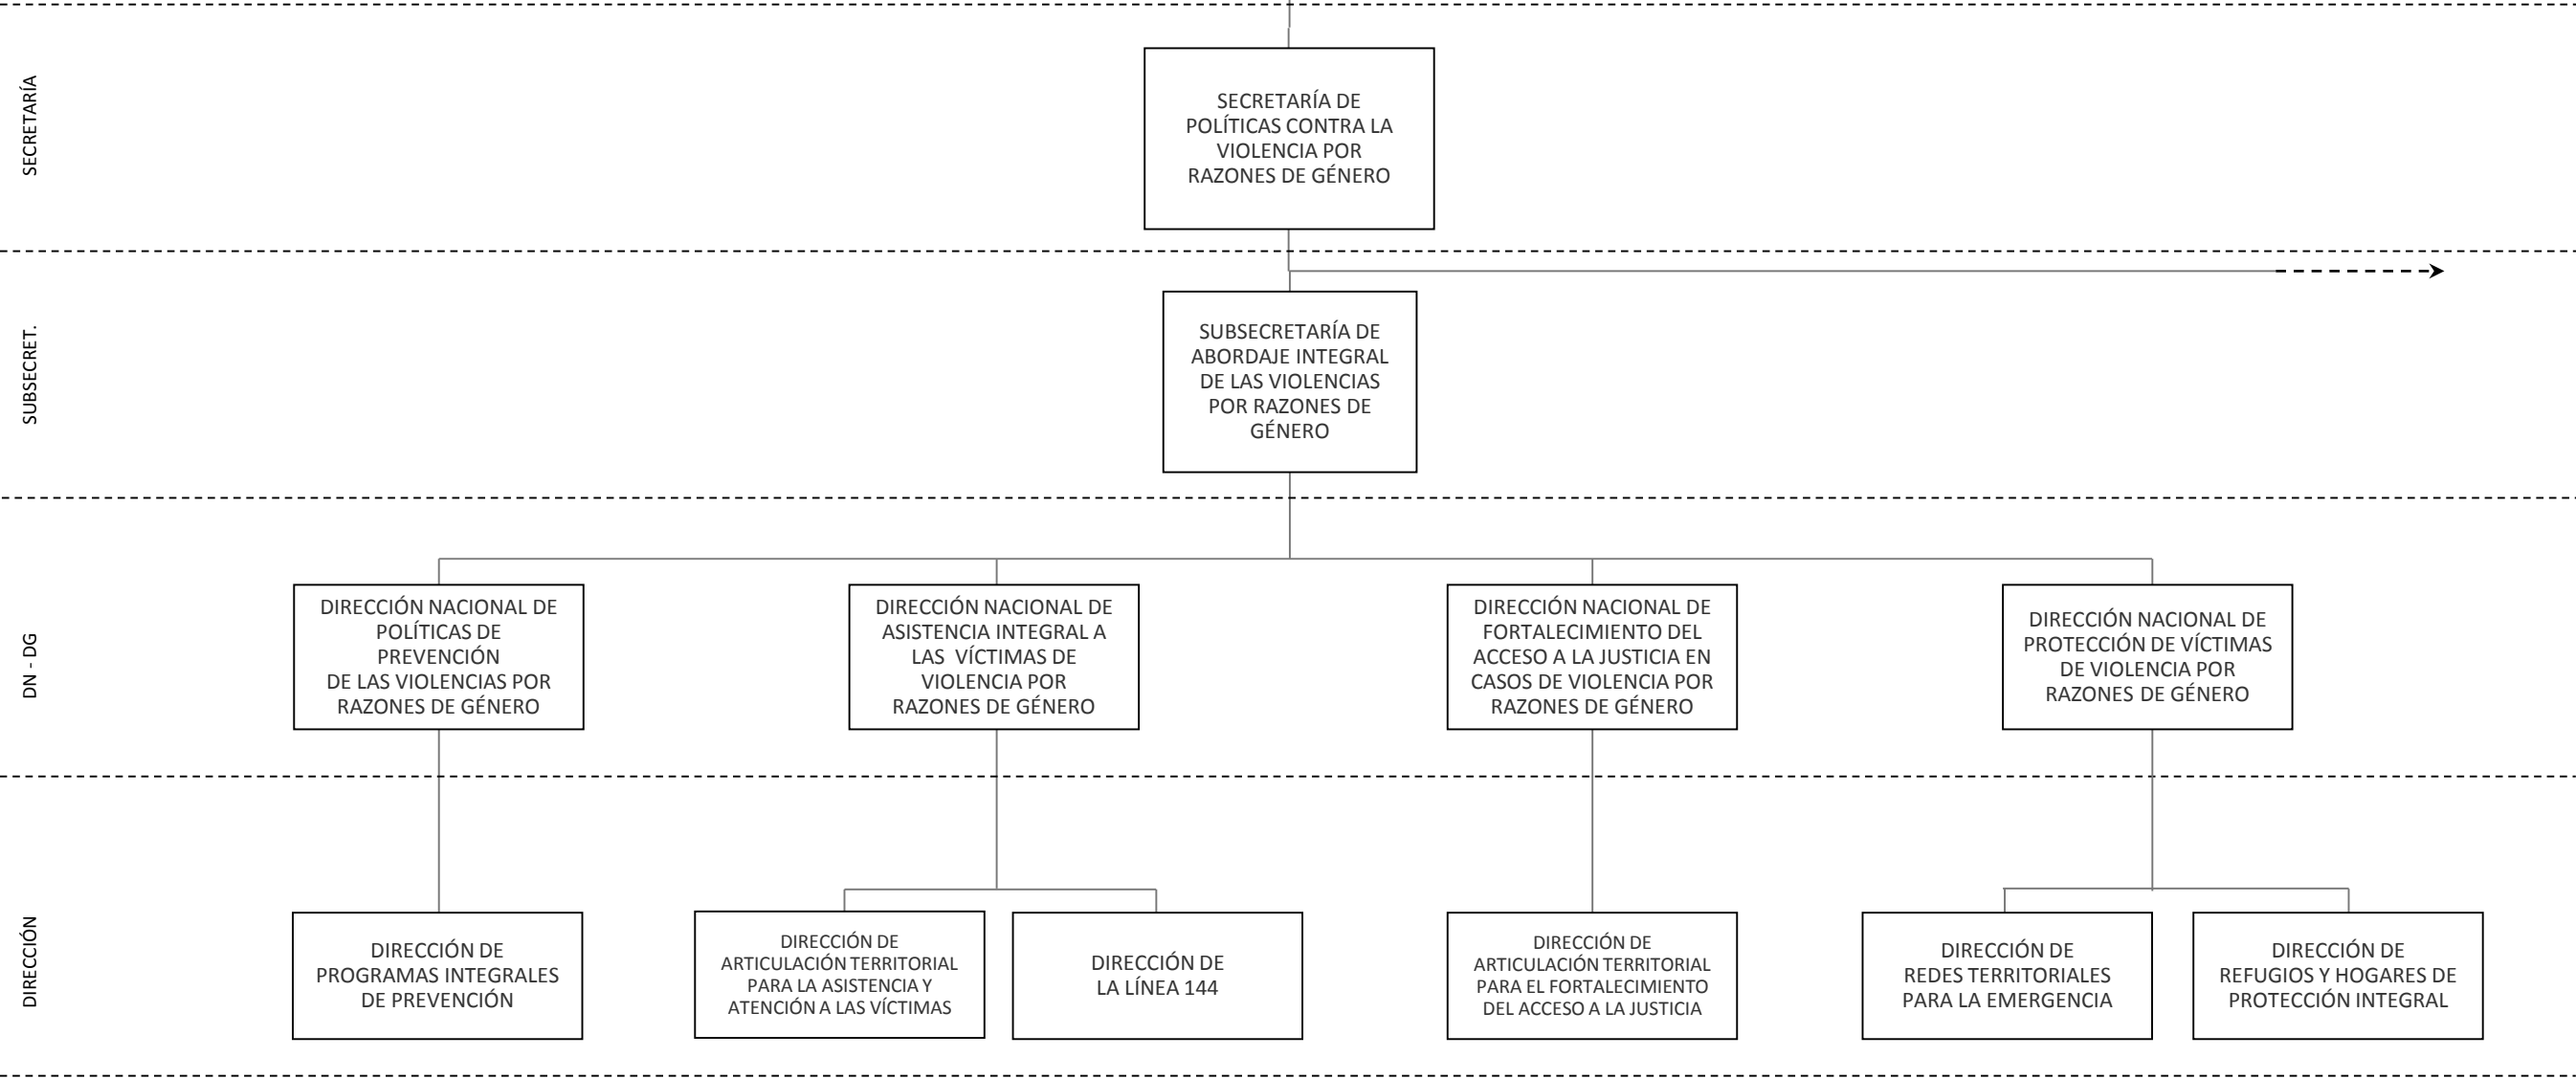 SECRETARÍA
SECRETARÍA DE
POLÍTICAS CONTRA LA
VIOLENCIA POR
RAZONES DE GÉNERO
SUBSECRET.
SUBSECRETARÍA DE
ABORDAJE INTEGRAL
DE LAS VIOLENCIAS
POR RAZONES DE
GÉNERO
DN - DG
DIRECCIÓN NACIONAL DE
POLÍTICAS DE
PREVENCIÓN
DE LAS VIOLENCIAS POR
RAZONES DE GÉNERO
DIRECCIÓN NACIONAL DE
ASISTENCIA INTEGRAL A
LAS VÍCTIMAS DE
VIOLENCIA POR
RAZONES DE GÉNERO
DIRECCIÓN NACIONAL DE
FORTALECIMIENTO DEL
ACCESO A LA JUSTICIA EN
CASOS DE VIOLENCIA POR
RAZONES DE GÉNERO
DIRECCIÓN NACIONAL DE
PROTECCIÓN DE VÍCTIMAS
DE VIOLENCIA POR
RAZONES DE GÉNERO
DIRECCIÓN
DIRECCIÓN DE
PROGRAMAS INTEGRALES
DE PREVENCIÓN
DIRECCIÓN DE
ARTICULACIÓN TERRITORIAL
PARA LA ASISTENCIA Y
ATENCIÓN A LAS VÍCTIMAS
DIRECCIÓN DE
LA LÍNEA 144
DIRECCIÓN DE
ARTICULACIÓN TERRITORIAL
PARA EL FORTALECIMIENTO
DEL ACCESO A LA JUSTICIA
DIRECCIÓN DE
REDES TERRITORIALES
PARA LA EMERGENCIA
DIRECCIÓN DE
REFUGIOS Y HOGARES DE
PROTECCIÓN INTEGRAL